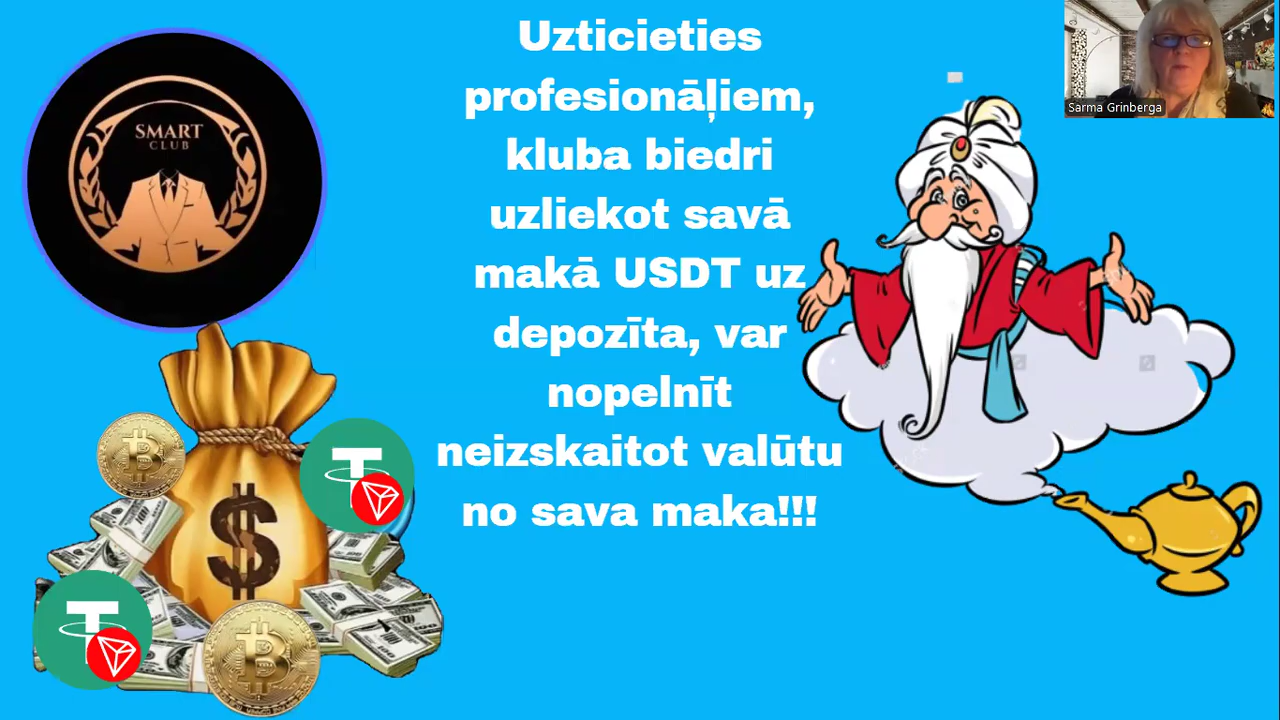 SMART
CLUB
Uzticieties
profesionāļiem,
kluba biedri
uzliekot savā
makā USDT uz
depozīta, var
nopelnīt
neizskaitot valūtu
no sava maka!!!
Sarma Grinberga